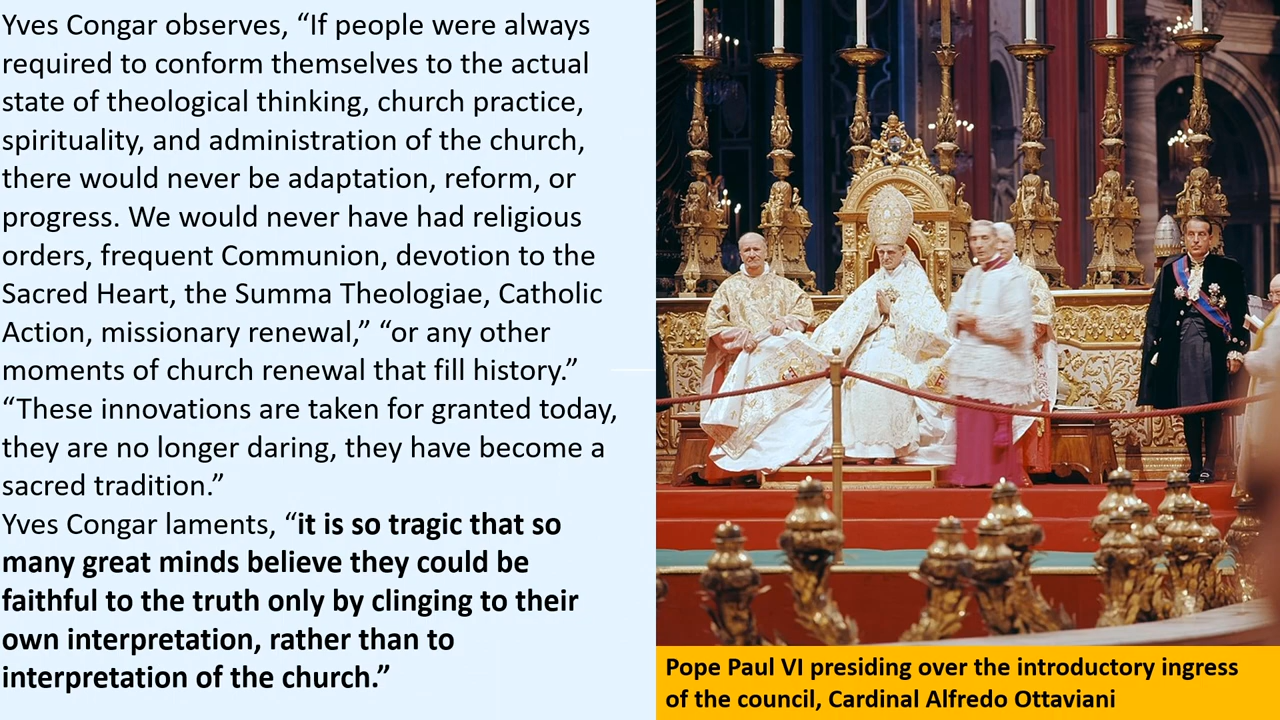 Yves Congar observes, “If people were always
required to conform themselves to the actual
state of theological thinking, church practice,
spirituality, and administration of the church,
there would never be adaptation, reform, or
progress. We would never have had religious
orders, frequent Communion, devotion to the
Sacred Heart, the Summa Theologiae, Catholic
Action, missionary renewal,” “or any other
moments of church renewal that fill history.”
“These innovations are taken for granted today,
they are no longer daring, they have become a
sacred tradition.”
Yves Congar laments, “it is so tragic that so
many great minds believe they could be
faithful to the truth only by clinging to their
own interpretation, rather than to
interpretation of the church.”
Pope Paul VI presiding over the introductory ingress
of the council, Cardinal Alfredo Ottaviani